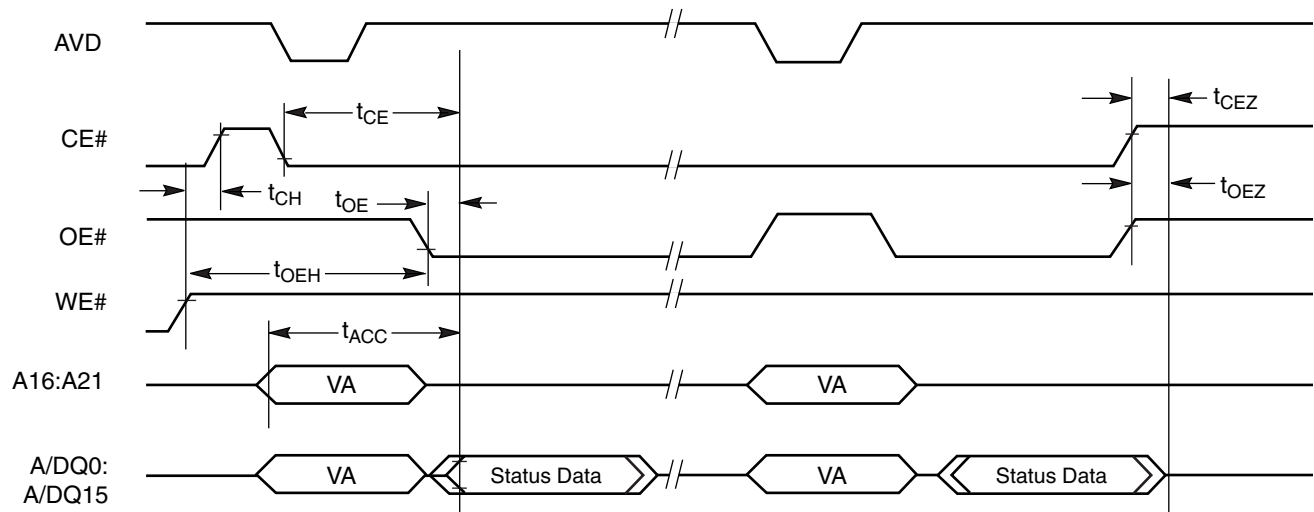 AVD
tCE
tCEZ
CE#
tCH
tOE
tOEZ
OE#
tOEH
WE#
tACC
A16:A21
VA
VA
A/DQ0:
A/DQ15
VA
Status Data
VA
Status Data